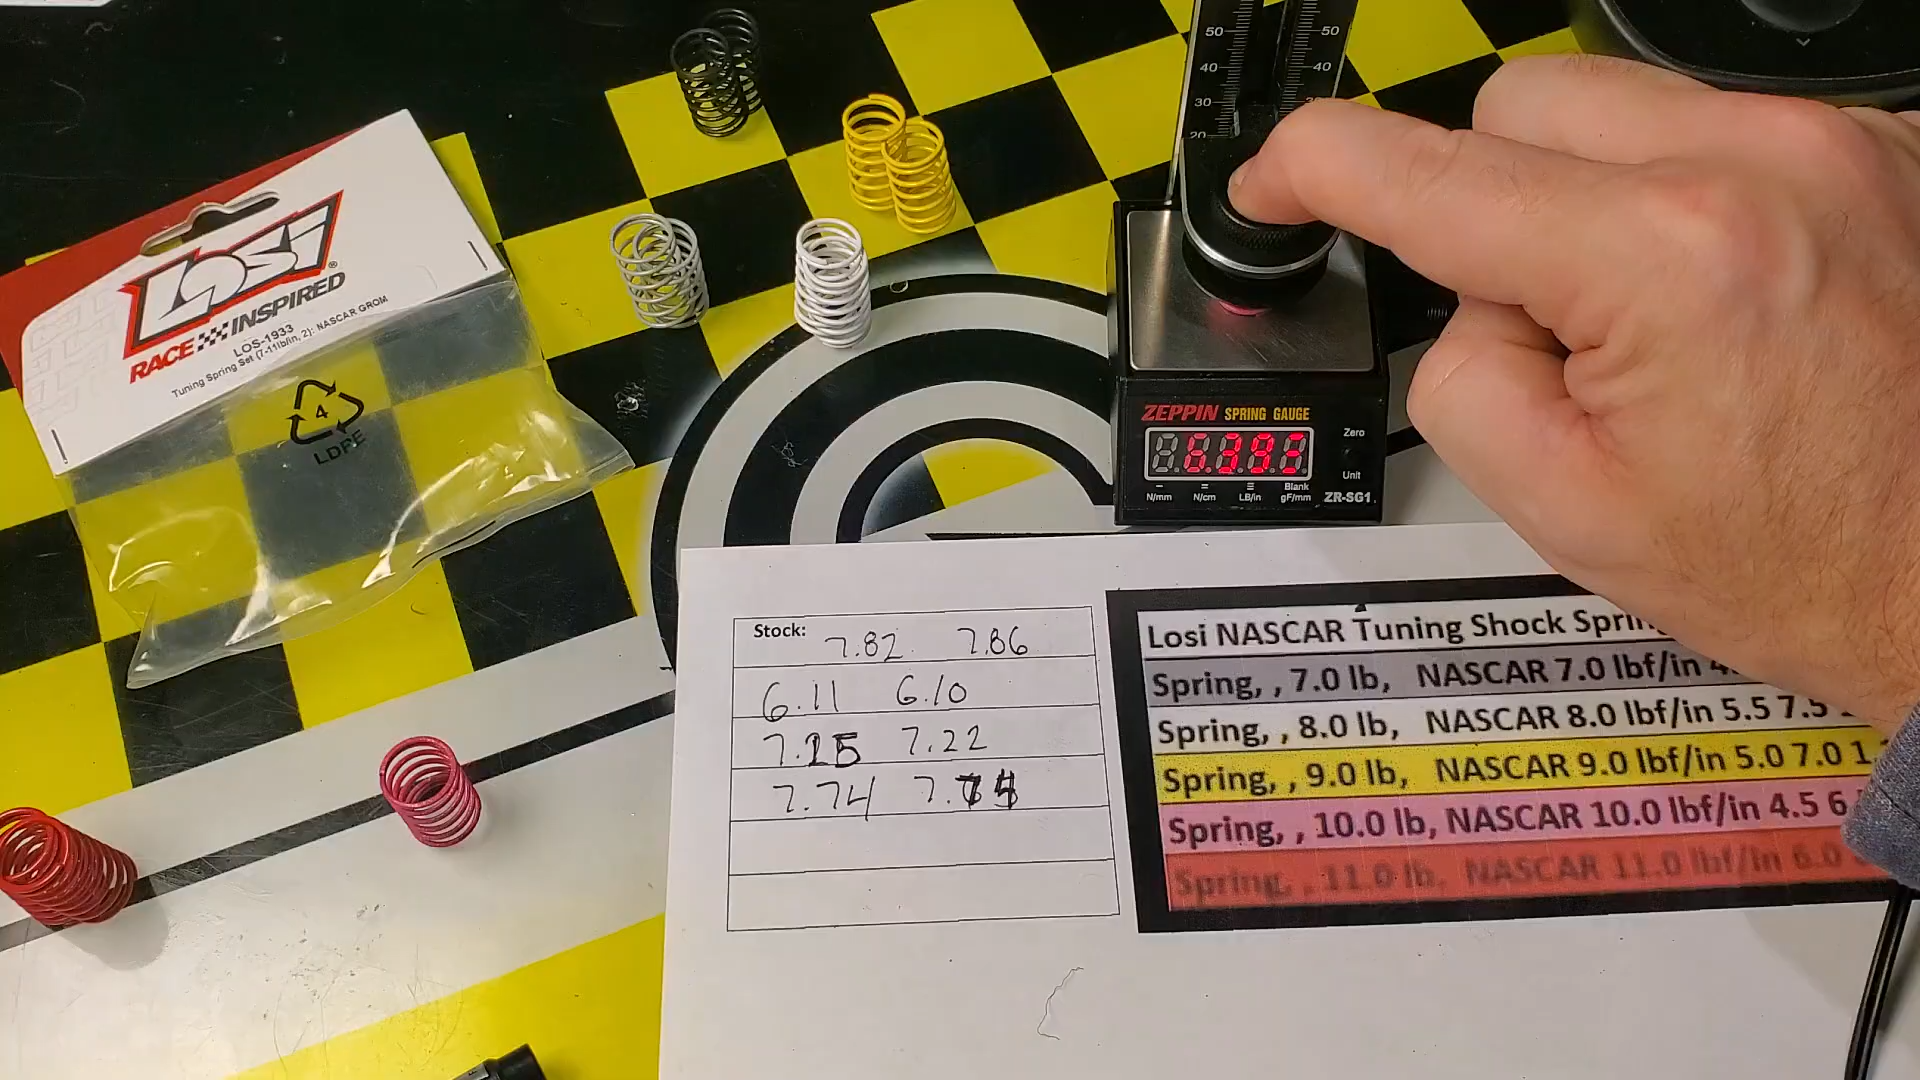 50 50
40 40
30
20
LOSI
RACE INSPIRED
LOS-1933
Tuning Spring Set (7-11lb/in, 2): NASCAR GROM
4
LDPE
ZEPPIN SPRING GAUGE
Zero
Unit
N/mm N/cm LB/in Blank gF/mm ZR-SG1
Stock: 7.82 7.86
6.11 6.10
7.15 7.22
7.74
Losi NASCAR Tuning Shock
Spring, , 7.0 lb, NASCAR 7.0 lbf/in
Spring, , 8.0 lb, NASCAR 8.0 lbf/in 5.5 7.5
Spring, , 9.0 lb, NASCAR 9.0 lbf/in 5.0 7.0
Spring, , 10.0 lb, NASCAR 10.0 lbf/in 4.5
Spring, , 11.0 lb, NASCAR 11.0 lbf/in 6.0